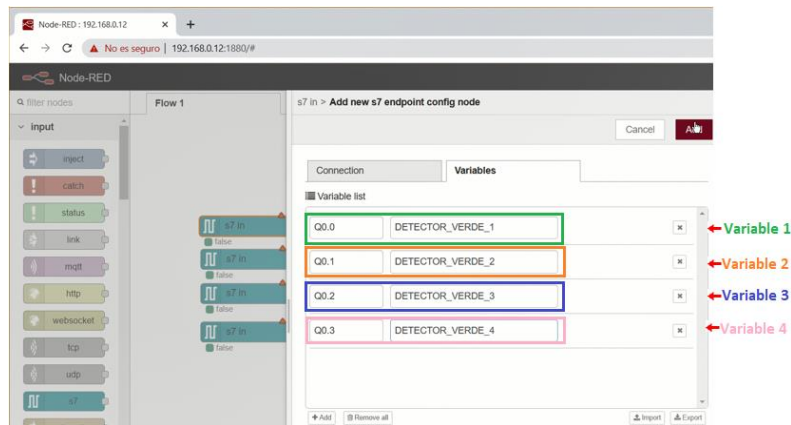 Node-RED : 192.168.0.12
No es seguro | 192.168.0.12:1880/#
Node-RED
filter nodes
Flow 1
s7 in > Add new s7 endpoint config node
input
Cancel
Add
inject
Connection
Variables
catch
Variable list
status
s7 in
Q0.0
DETECTOR_VERDE_1
Variable 1
link
false
s7 in
Q0.1
DETECTOR_VERDE_2
Variable 2
mqtt
false
http
s7 in
Q0.2
DETECTOR_VERDE_3
Variable 3
websocket
false
tcp
s7 in
Q0.3
DETECTOR_VERDE_4
Variable 4
false
udp
s7
+ Add
Remove all
Import
Export